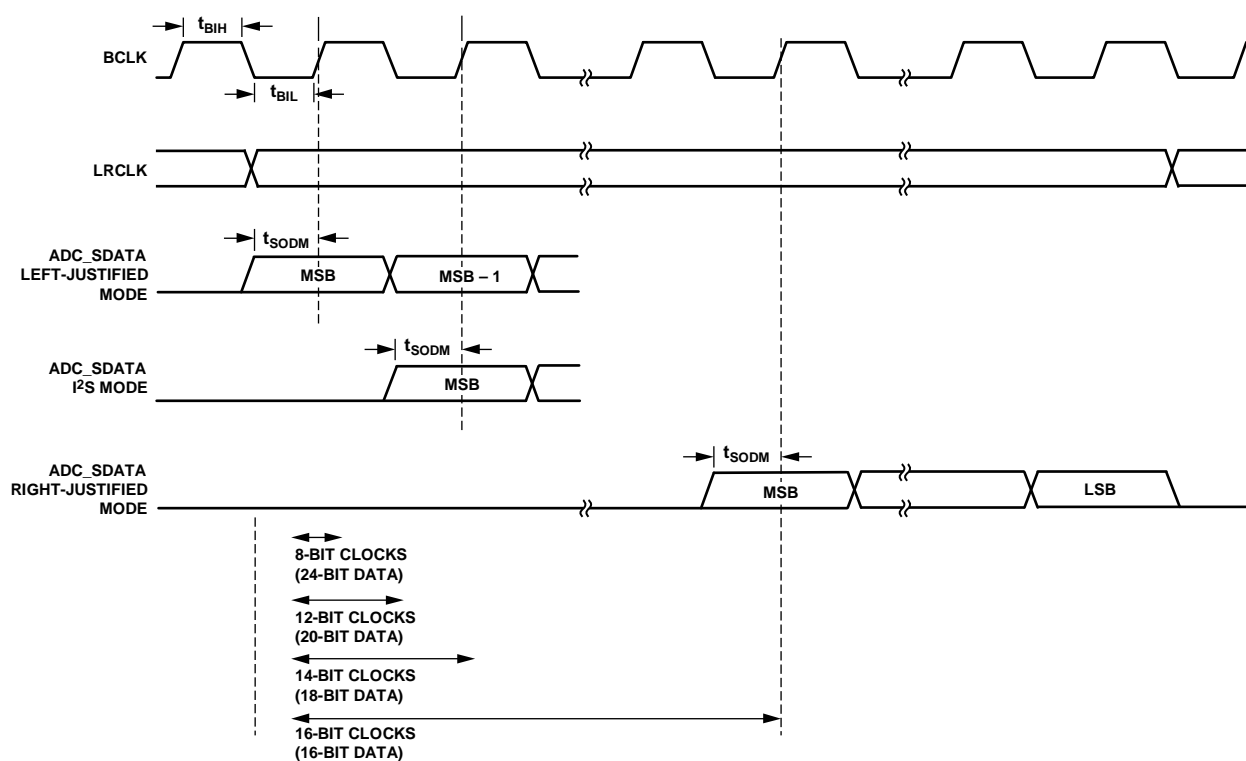 tBIH
BCLK
tBIL
LRCLK
tSODM
ADC_SDATA
LEFT-JUSTIFIED
MODE
MSB
MSB – 1
tSODM
ADC_SDATA
I2S MODE
MSB
tSODM
ADC_SDATA
RIGHT-JUSTIFIED
MODE
MSB
LSB
8-BIT CLOCKS
(24-BIT DATA)
12-BIT CLOCKS
(20-BIT DATA)
14-BIT CLOCKS
(18-BIT DATA)
16-BIT CLOCKS
(16-BIT DATA)